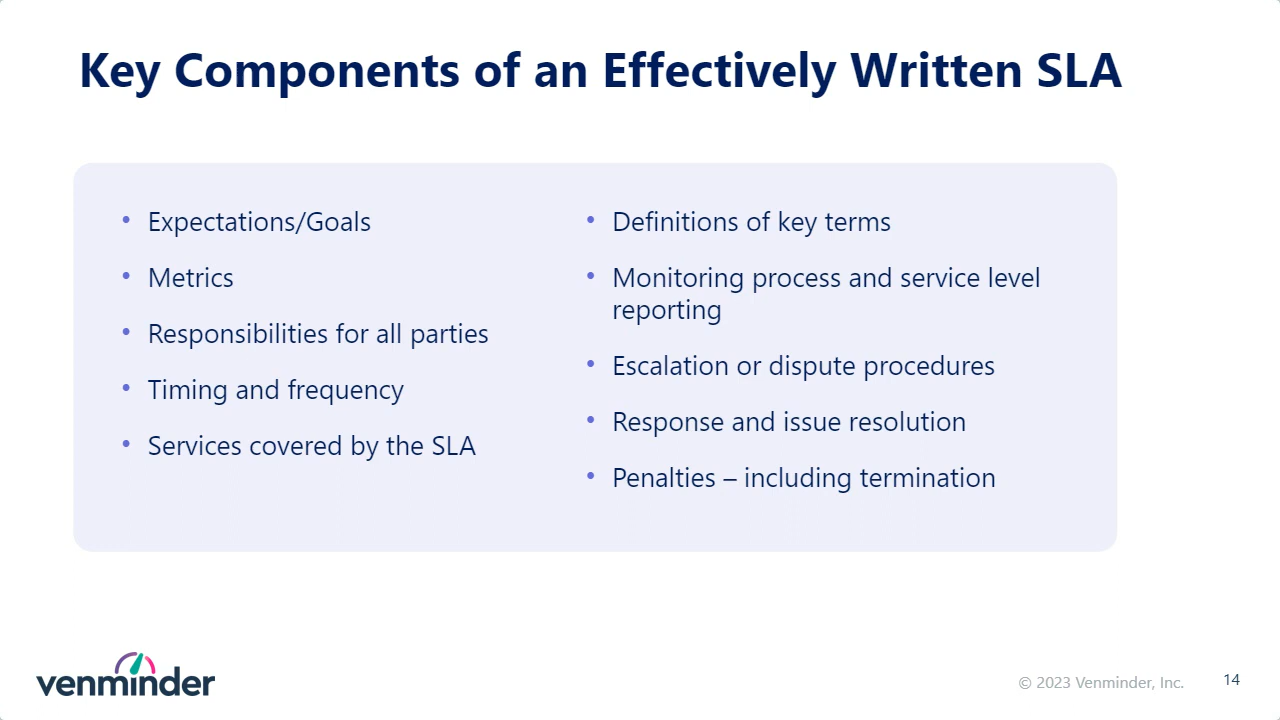 Key Components of an Effectively Written SLA
• Expectations/Goals
• Metrics
• Responsibilities for all parties
• Timing and frequency
• Services covered by the SLA
• Definitions of key terms
• Monitoring process and service level
reporting
• Escalation or dispute procedures
• Response and issue resolution
• Penalties – including termination
venminder
© 2023 Venminder, Inc.
14